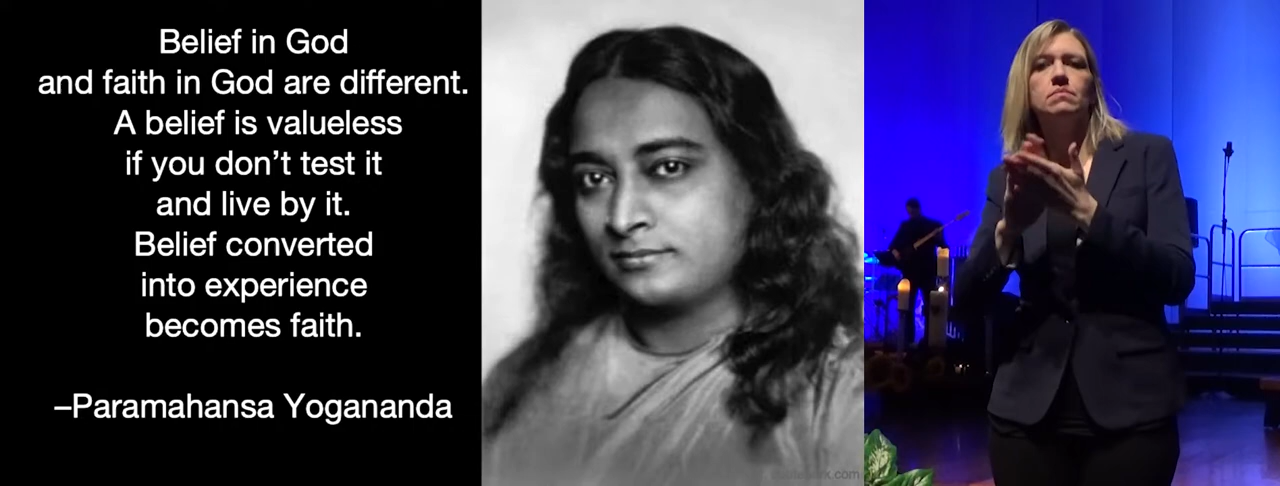 Belief in God
and faith in God are different.
A belief is valueless
if you don’t test it
and live by it.
Belief converted
into experience
becomes faith.
–Paramahansa Yogananda